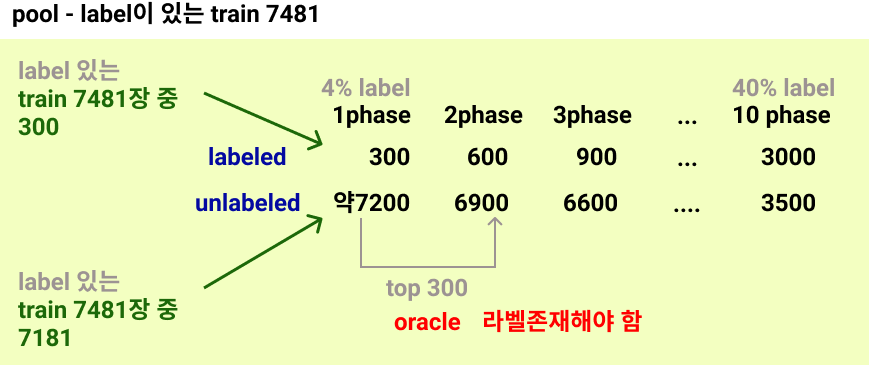 pool - label이 있는 train 7481
label 있는
train 7481장 중
300
4% label
40% label
1phase 2phase 3phase ... 10 phase
labeled 300 600 900 ... 3000
unlabeled 약7200 6900 6600 .... 3500
top 300
label 있는
train 7481장 중
7181
oracle 라벨존재해야 함